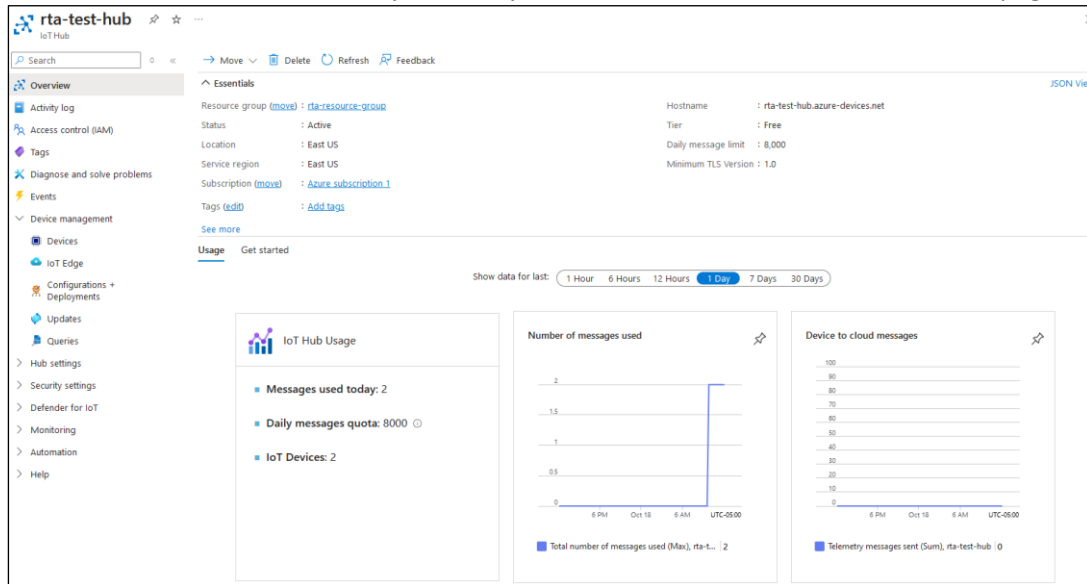 rta-test-hub
IoT Hub
Search
Overview
Activity log
Access control (IAM)
Tags
Diagnose and solve problems
Events
Device management
Devices
IoT Edge
Configurations +
Deployments
Updates
Queries
Hub settings
Security settings
Defender for IoT
Monitoring
Automation
Help
Move Delete Refresh Feedback
Essentials
JSON Vie
Resource group (move) : rta-resource-group
Status : Active
Location : East US
Service region : East US
Subscription (move) : Azure subscription 1
Tags (edit) : Add tags
See more
Hostname : rta-test-hub.azure-devices.net
Tier : Free
Daily message limit : 8,000
Minimum TLS Version : 1.0
Usage Get started
Show data for last: 1 Hour 6 Hours 12 Hours 1 Day 7 Days 30 Days
IoT Hub Usage
Messages used today: 2
Daily messages quota: 8000
IoT Devices: 2
Number of messages used
2
1.5
1
0.5
0
6 PM Oct 18 6 AM UTC-05:00
Total number of messages used (Max), rta-t... 2
Device to cloud messages
100
90
80
70
60
50
40
30
20
10
0
6 PM Oct 18 6 AM UTC-05:00
Telemetry messages sent (Sum), rta-test-hub 0